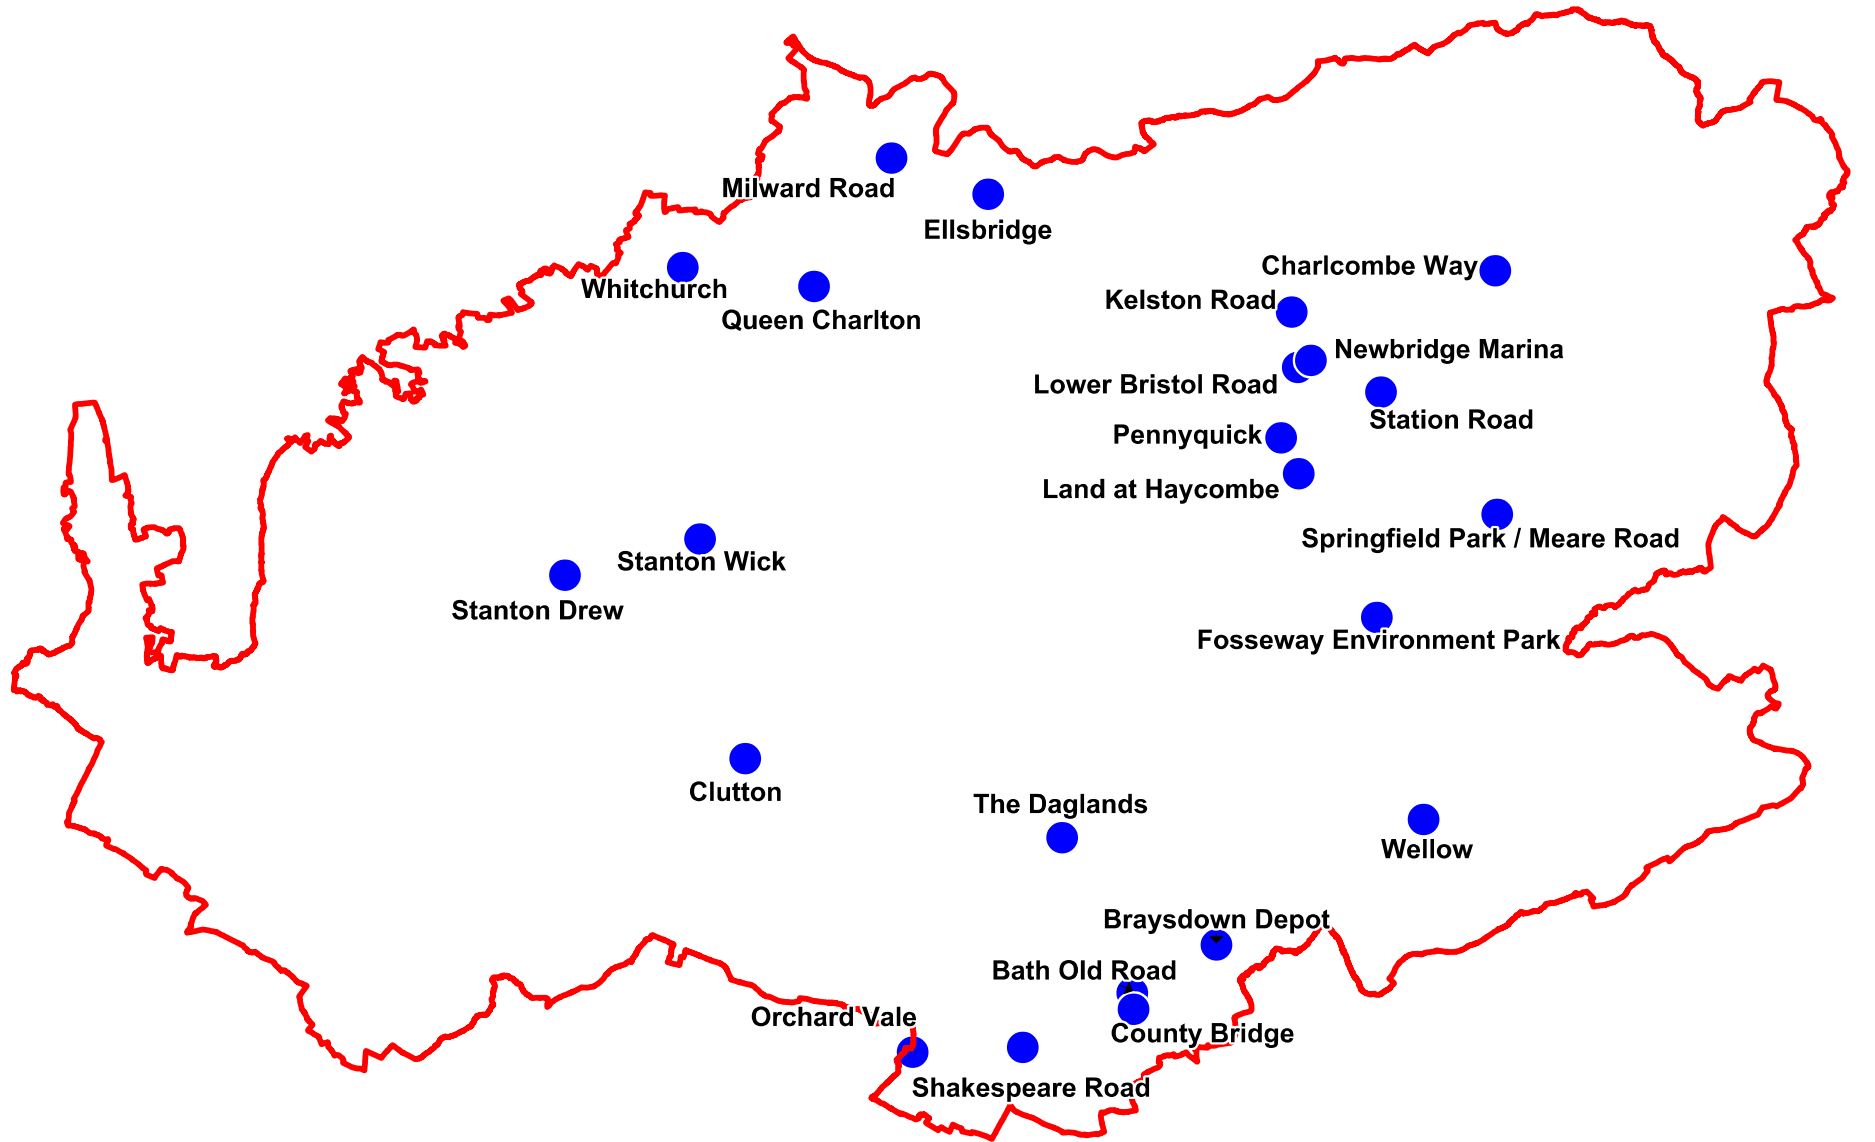 Milward Road
Ellsbridge
Charlcombe Way
Whitchurch
Kelston Road
Queen Charlton
Newbridge Marina
Lower Bristol Road
Station Road
Pennyquick
Land at Haycombe
Springfield Park / Meare Road
Stanton Wick
Stanton Drew
Fosseway Environment Park
Clutton
The Daglands
Wellow
Braysdown Depot
Bath Old Road
Orchard Vale
County Bridge
Shakespeare Road